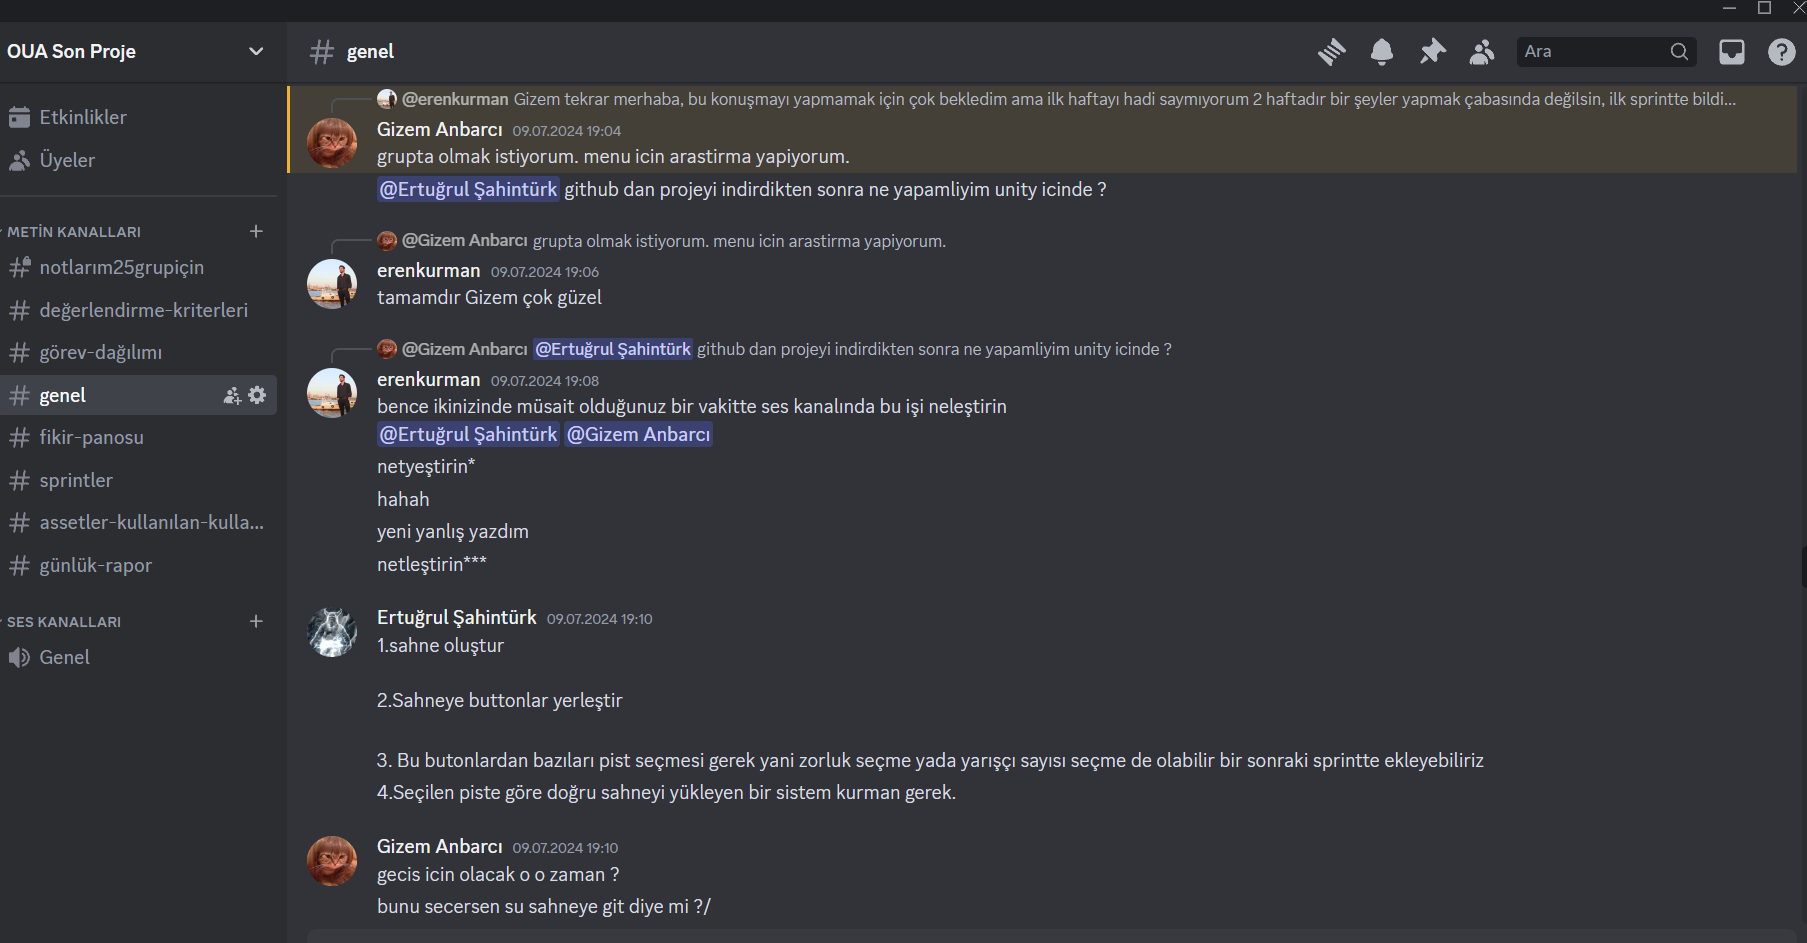 OUA Son Proje
Etkinlikler
Üyeler
METİN KANALLARI
notlarım25grupiçin
değerlendirme-kriterleri
görev-dağılımı
genel
fikir-panosu
sprintler
assetler-kullanılan-kulla...
günlük-rapor
SES KANALLARI
Genel
genel
Ara
@erenkurman Gizem tekrar merhaba, bu konuşmayı yapmamak için çok bekledim ama ilk haftayı hadi saymıyorum 2 haftadır bir şeyler yapmak çabasında değilsin, ilk sprintte bildi...
Gizem Anbarcı 09.07.2024 19:04
grupta olmak istiyorum. menu icin arastirma yapiyorum.
@Ertuğrul Şahintürk github dan projeyi indirdikten sonra ne yapamliyim unity icinde ?
@Gizem Anbarcı grupta olmak istiyorum. menu icin arastirma yapiyorum.
erenkurman 09.07.2024 19:06
tamamdır Gizem çok güzel
@Gizem Anbarcı @Ertuğrul Şahintürk github dan projeyi indirdikten sonra ne yapamliyim unity icinde ?
erenkurman 09.07.2024 19:08
bence ikinizinde müsait olduğunuz bir vakitte ses kanalında bu işi neleştirin
@Ertuğrul Şahintürk @Gizem Anbarcı
netyeştirin*
hahah
yeni yanlış yazdım
netleştirin***
Ertuğrul Şahintürk 09.07.2024 19:10
1.sahne oluştur
2.Sahneye buttonlar yerleştir
3. Bu butonlardan bazıları pist seçmesi gerek yani zorluk seçme yada yarışçı sayısı seçme de olabilir bir sonraki sprintte ekleyebiliriz
4.Seçilen piste göre doğru sahneyi yükleyen bir sistem kurman gerek.
Gizem Anbarcı 09.07.2024 19:10
gecis icin olacak o o zaman ?
bunu secersen su sahneye git diye mi ?/